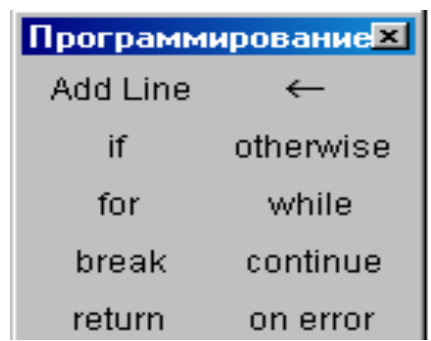 Программирование
Add Line ←
if otherwise
for while
break continue
return on error